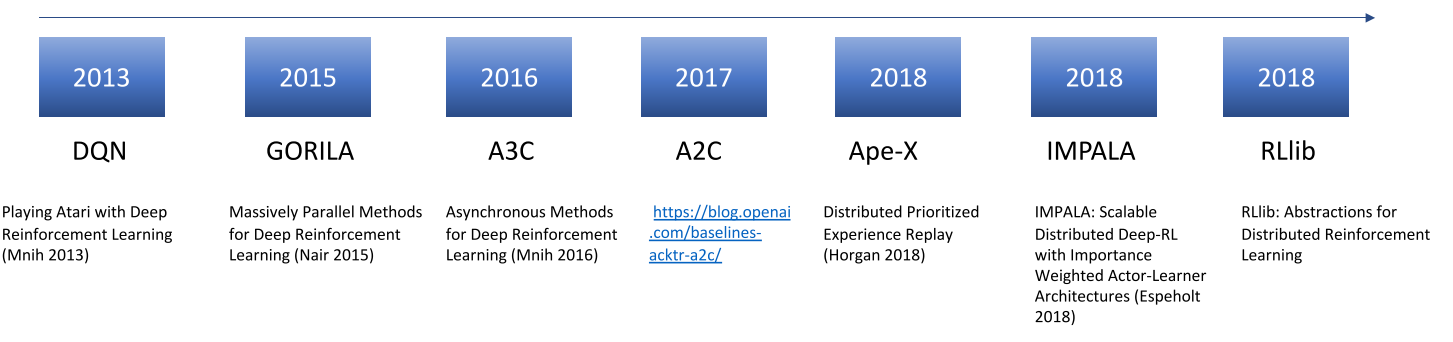 2013
2015
2016
2017
2018
2018
2018
DQN
GORILA
A3C
A2C
Ape-X
IMPALA
RLlib
Playing Atari with Deep
Reinforcement Learning
(Mnih 2013)
Massively Parallel Methods
for Deep Reinforcement
Learning (Nair 2015)
Asynchronous Methods
for Deep Reinforcement
Learning (Mnih 2016)
https://blog.openai
.com/baselines-
acktr-a2c/
Distributed Prioritized
Experience Replay
(Horgan 2018)
IMPALA: Scalable
Distributed Deep-RL
with Importance
Weighted Actor-Learner
Architectures (Espeholt
2018)
RLlib: Abstractions for
Distributed Reinforcement
Learning